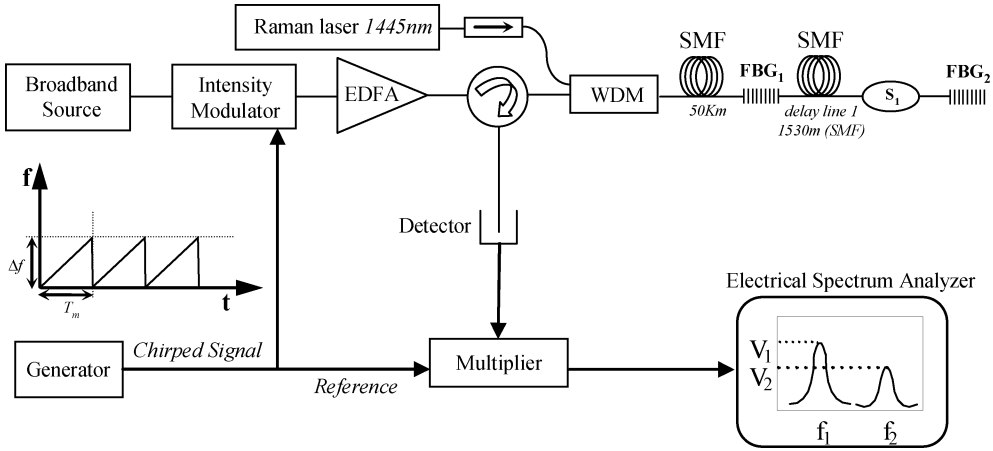 Raman laser 1445nm
Broadband
Source
Intensity
Modulator
EDFA
WDM
SMF
50Km
FBG1
SMF
delay line 1
1530m (SMF)
S1
FBG2
f
Δf
Tm
t
Detector
Generator
Chirped Signal
Reference
Multiplier
Electrical Spectrum Analyzer
V1
V2
f1
f2